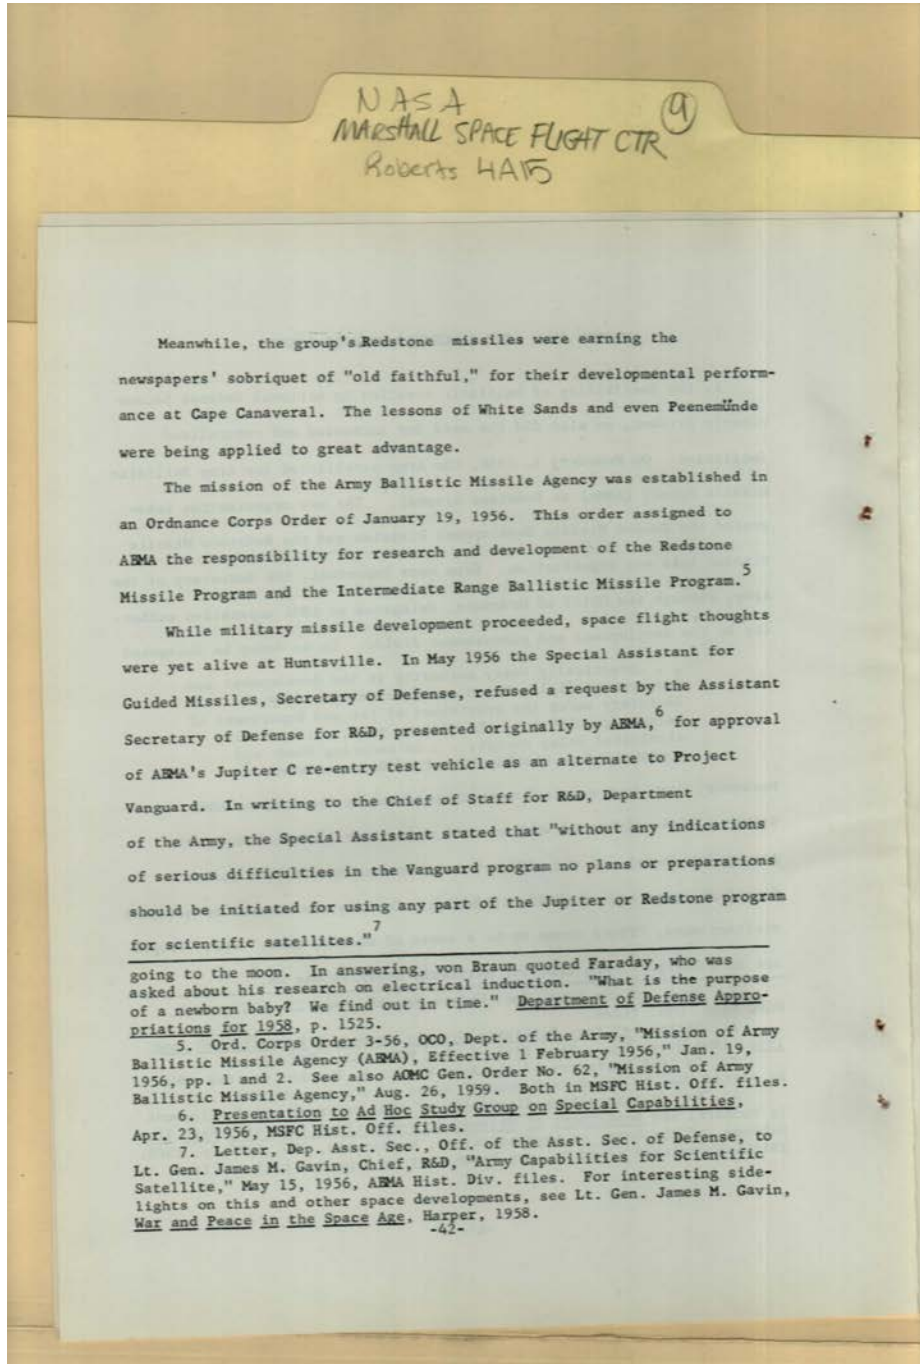 NASA
MARSHALL SPACE FLIGHT CTR
9
Roberts 4A15
Meanwhile, the group's Redstone missiles were earning the
newspapers' sobriquet of "old faithful," for their developmental perform-
ance at Cape Canaveral. The lessons of White Sands and even Peenemünde
were being applied to great advantage.
The mission of the Army Ballistic Missile Agency was established in
an Ordnance Corps Order of January 19, 1956. This order assigned to
ABMA the responsibility for research and development of the Redstone
Missile Program and the Intermediate Range Ballistic Missile Program.5
While military missile development proceeded, space flight thoughts
were yet alive at Huntsville. In May 1956 the Special Assistant for
Guided Missiles, Secretary of Defense, refused a request by the Assistant
Secretary of Defense for R&D, presented originally by ABMA,6 for approval
of ABMA's Jupiter C re-entry test vehicle as an alternate to Project
Vanguard. In writing to the Chief of Staff for R&D, Department
of the Army, the Special Assistant stated that "without any indications
of serious difficulties in the Vanguard program no plans or preparations
should be initiated for using any part of the Jupiter or Redstone program
for scientific satellites."7
going to the moon. In answering, von Braun quoted Faraday, who was
asked about his research on electrical induction. "What is the purpose
of a newborn baby? We find out in time." Department of Defense Appro-
priations for 1958, p. 1525.
5. Ord. Corps Order 3-56, OCO, Dept. of the Army, "Mission of Army
Ballistic Missile Agency (ABMA), Effective 1 February 1956," Jan. 19,
1956, pp. 1 and 2. See also AOMC Gen. Order No. 62, "Mission of Army
Ballistic Missile Agency," Aug. 26, 1959. Both in MSFC Hist. Off. files.
6. Presentation to Ad Hoc Study Group on Special Capabilities,
Apr. 23, 1956, MSFC Hist. Off. files.
7. Letter, Dep. Asst. Sec., Off. of the Asst. Sec. of Defense, to
Lt. Gen. James M. Gavin, Chief, R&D, "Army Capabilities for Scientific
Satellite," May 15, 1956, ABMA Hist. Div. files. For interesting side-
lights on this and other space developments, see Lt. Gen. James M. Gavin,
War and Peace in the Space Age, Harper, 1958.
-42-